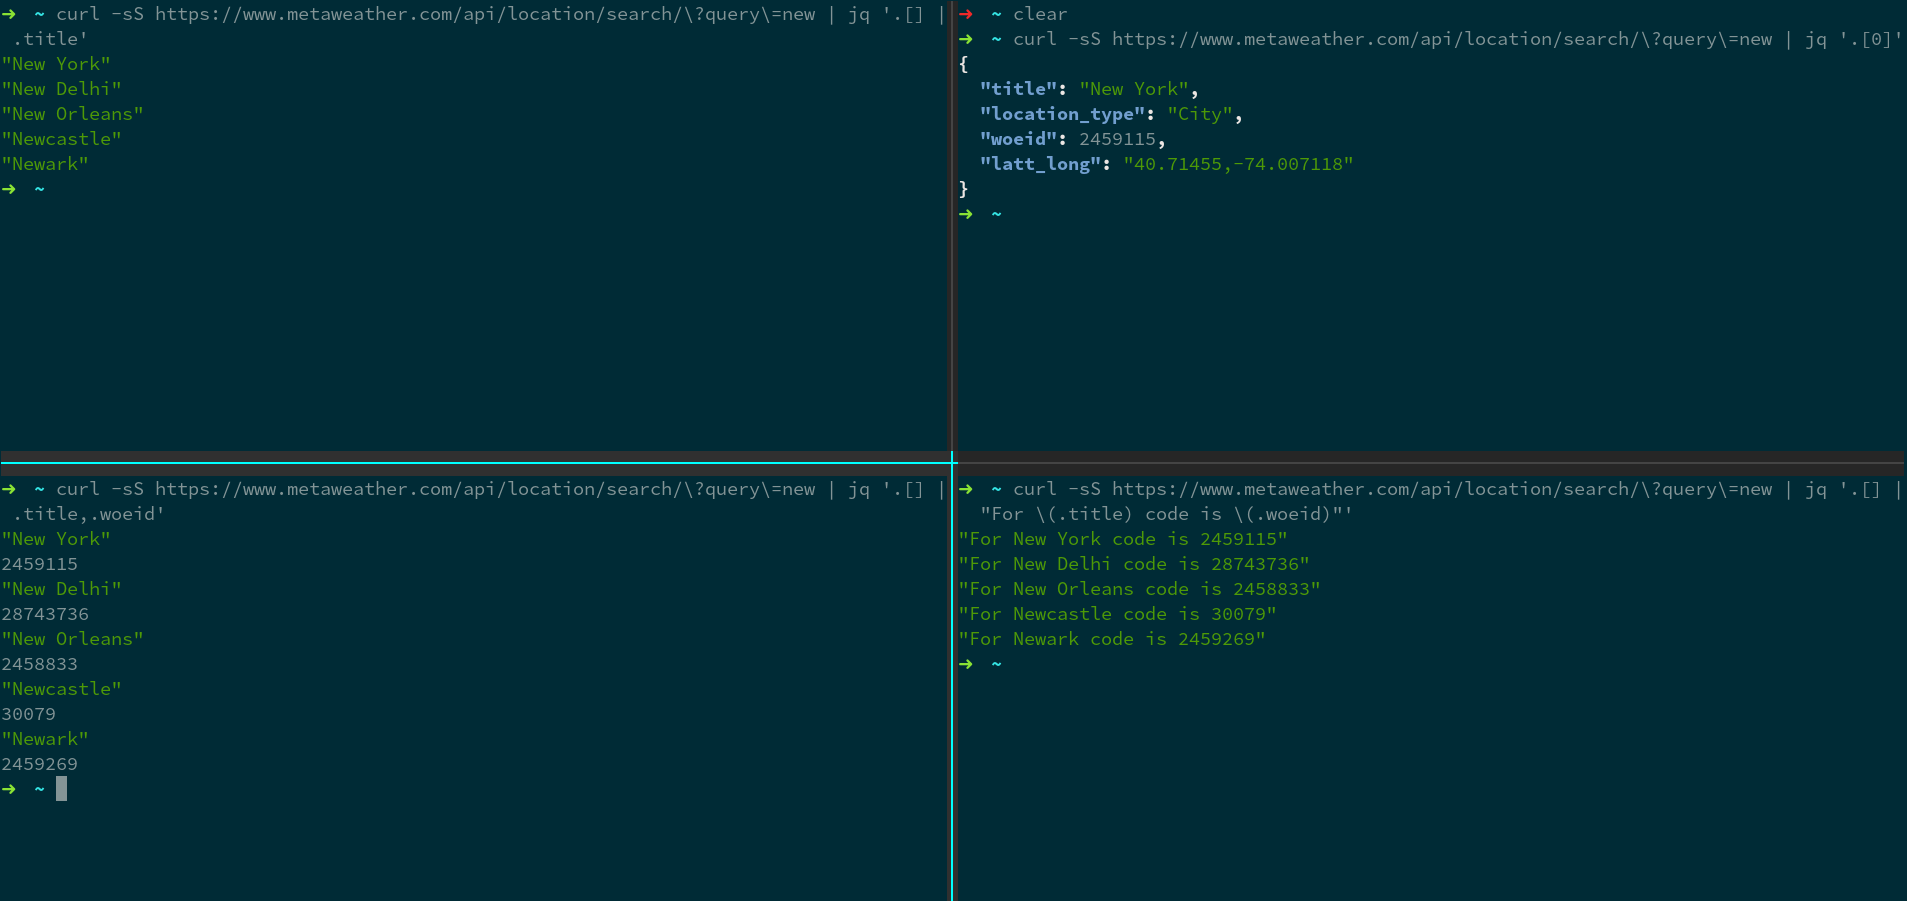 ➜  ~ curl -sS https://www.metaweather.com/api/location/search/\?query\=new | jq '.[] |
 .title'
"New York"
"New Delhi"
"New Orleans"
"Newcastle"
"Newark"
➜  ~
➜  ~ clear
➜  ~ curl -sS https://www.metaweather.com/api/location/search/\?query\=new | jq '.[0]'
{
  "title": "New York",
  "location_type": "City",
  "woeid": 2459115,
  "latt_long": "40.71455,-74.007118"
}
➜  ~
➜  ~ curl -sS https://www.metaweather.com/api/location/search/\?query\=new | jq '.[] |
 .title,.woeid'
"New York"
2459115
"New Delhi"
28743736
"New Orleans"
2458833
"Newcastle"
30079
"Newark"
2459269
➜  ~
➜  ~ curl -sS https://www.metaweather.com/api/location/search/\?query\=new | jq '.[] |
  "For \(.title) code is \(.woeid)"'
"For New York code is 2459115"
"For New Delhi code is 28743736"
"For New Orleans code is 2458833"
"For Newcastle code is 30079"
"For Newark code is 2459269"
➜  ~